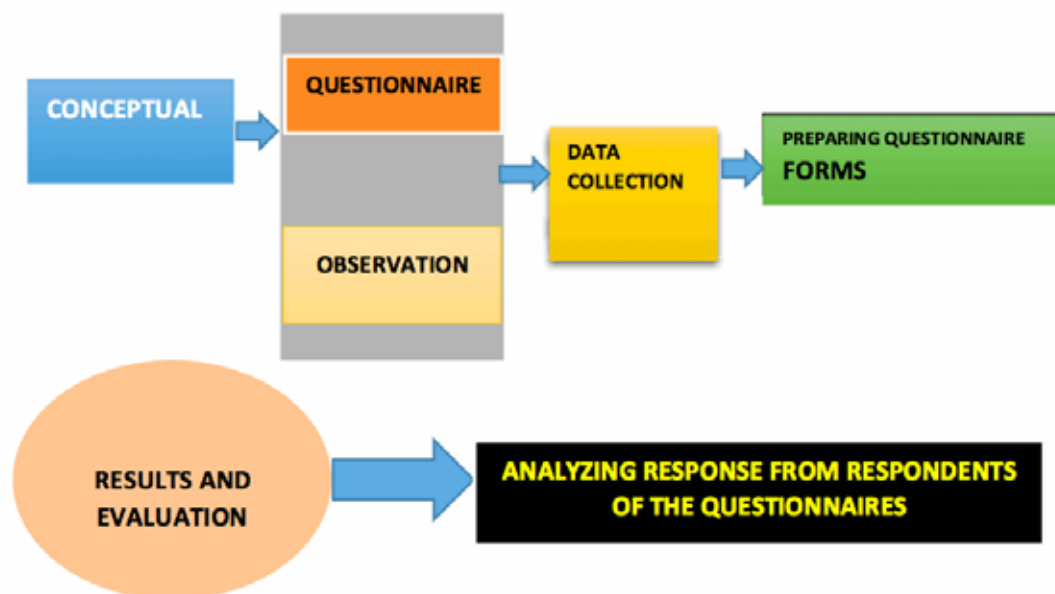 CONCEPTUAL
QUESTIONNAIRE
OBSERVATION
DATA
COLLECTION
PREPARING QUESTIONNAIRE
FORMS
RESULTS AND
EVALUATION
ANALYZING RESPONSE FROM RESPONDENTS
OF THE QUESTIONNAIRES